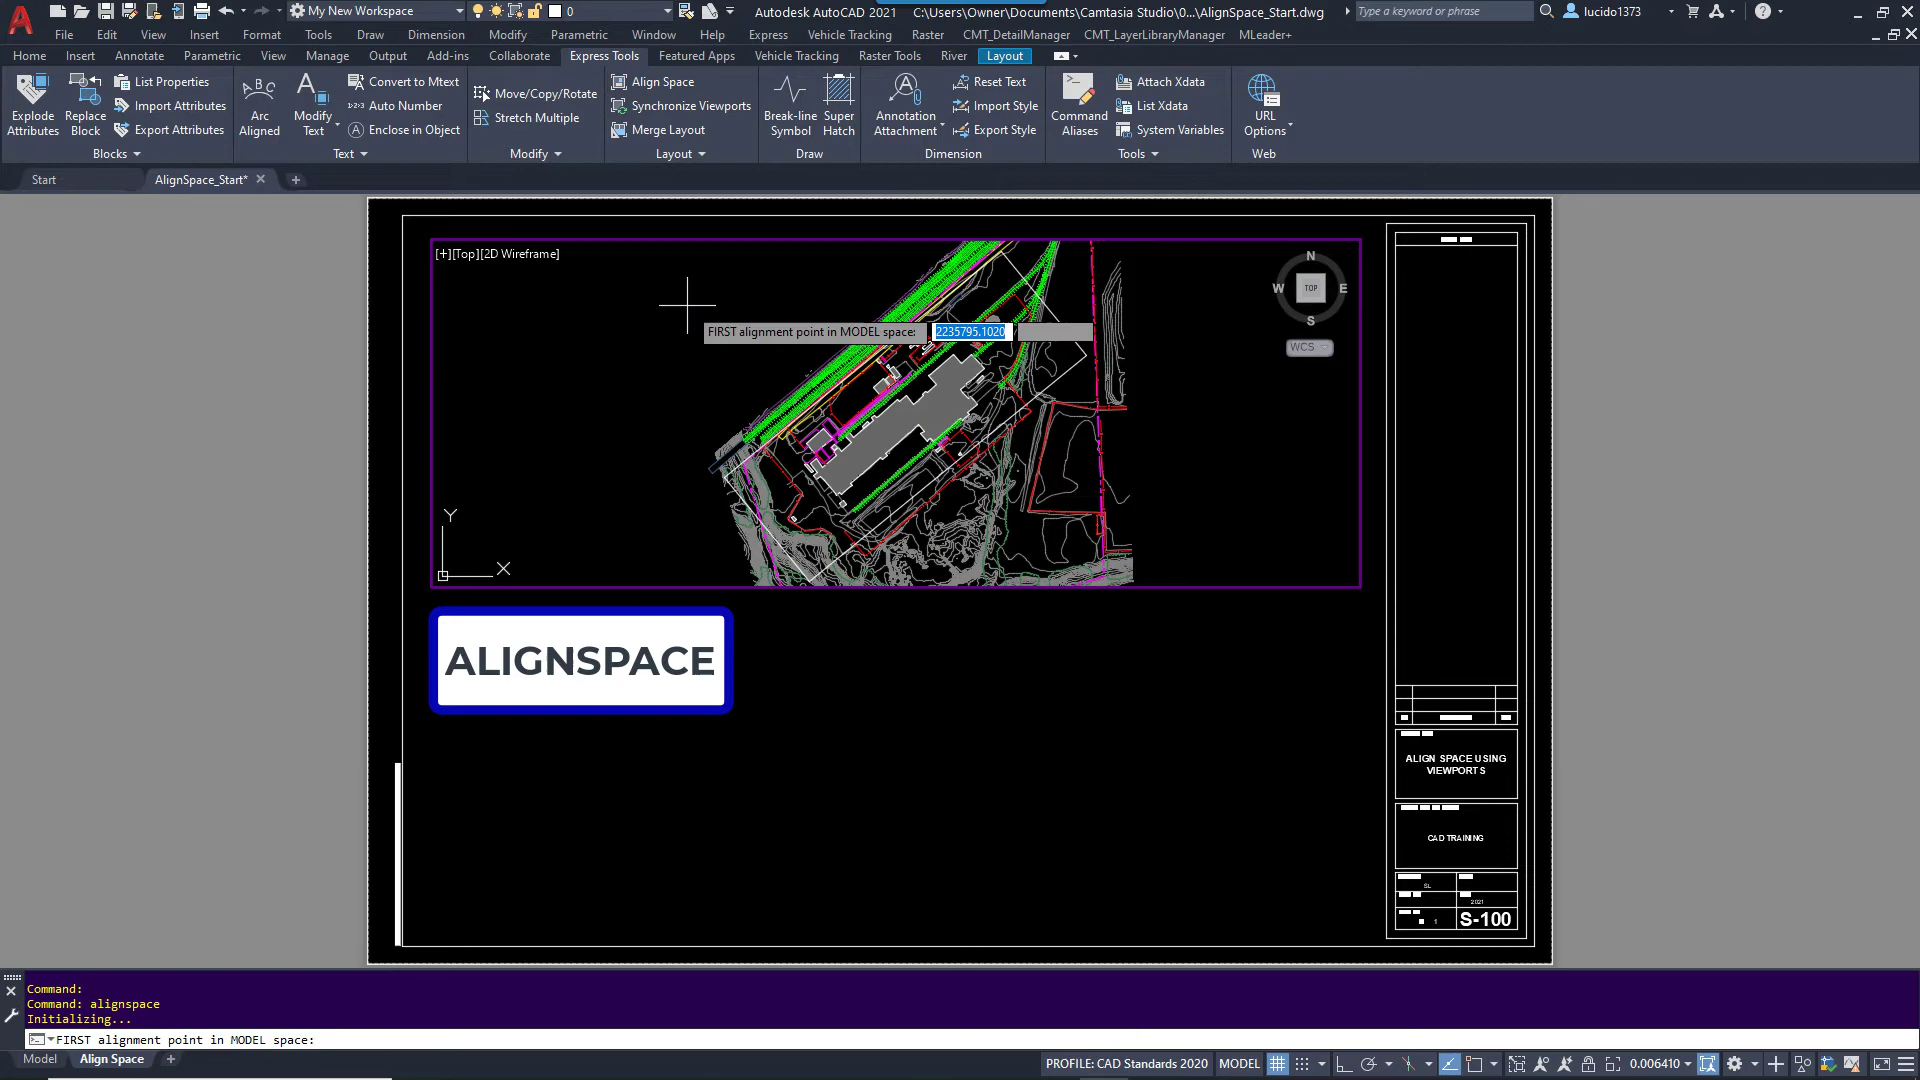 My New Workspace
0
Autodesk AutoCAD 2021 C:\Users\Owner\Documents\Camtasia Studio\0...\AlignSpace_Start.dwg
Type a keyword or phrase
lucido1373
File Edit View Insert Format Tools Draw Dimension Modify Parametric Window Help Express Vehicle Tracking Raster CMT_DetailManager CMT_LayerLibraryManager MLeader+
Home Insert Annotate Parametric View Manage Output Add-ins Collaborate Express Tools Featured Apps Vehicle Tracking Raster Tools River Layout
Explode Attributes
Replace Block
List Properties
Import Attributes
Export Attributes
Blocks
Arc Aligned
Modify Text
Convert to Mtext
Auto Number
Enclose in Object
Text
Move/Copy/Rotate
Stretch Multiple
Modify
Align Space
Synchronize Viewports
Merge Layout
Layout
Break-line Symbol
Super Hatch
Draw
Annotation Attachment
Reset Text
Import Style
Export Style
Dimension
Command Aliases
Attach Xdata
List Xdata
System Variables
Tools
URL Options
Web
Start
AlignSpace_Start*
[+][Top][2D Wireframe]
N
W TOP E
S
WCS
FIRST alignment point in MODEL space: 2235795.1020
Y
X
ALIGNSPACE
ALIGN SPACE USING
VIEWPORTS
CAD TRAINING
SL
2021
1
S-100
Command:
Command: alignspace
Initializing...
FIRST alignment point in MODEL space:
Model Align Space +
PROFILE: CAD Standards 2020 MODEL 0.006410